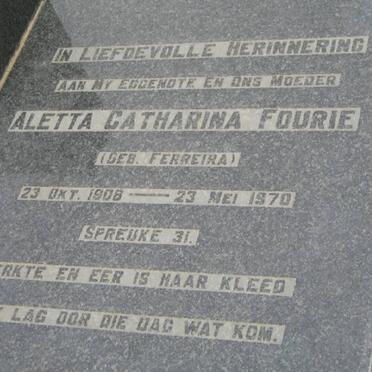 IN LIEFDEVOLLE HERINNERING
AAN MY EGGENOTE EN ONS MOEDER
ALETTA CATHARINA FOURIE
(GEB. FERREIRA)
23 OKT. 1908 — 23 MEI 1970
SPREUKE 31.
ERKTE EN EER IS HAAR KLEED
LAG OOR DIE DAG WAT KOM.